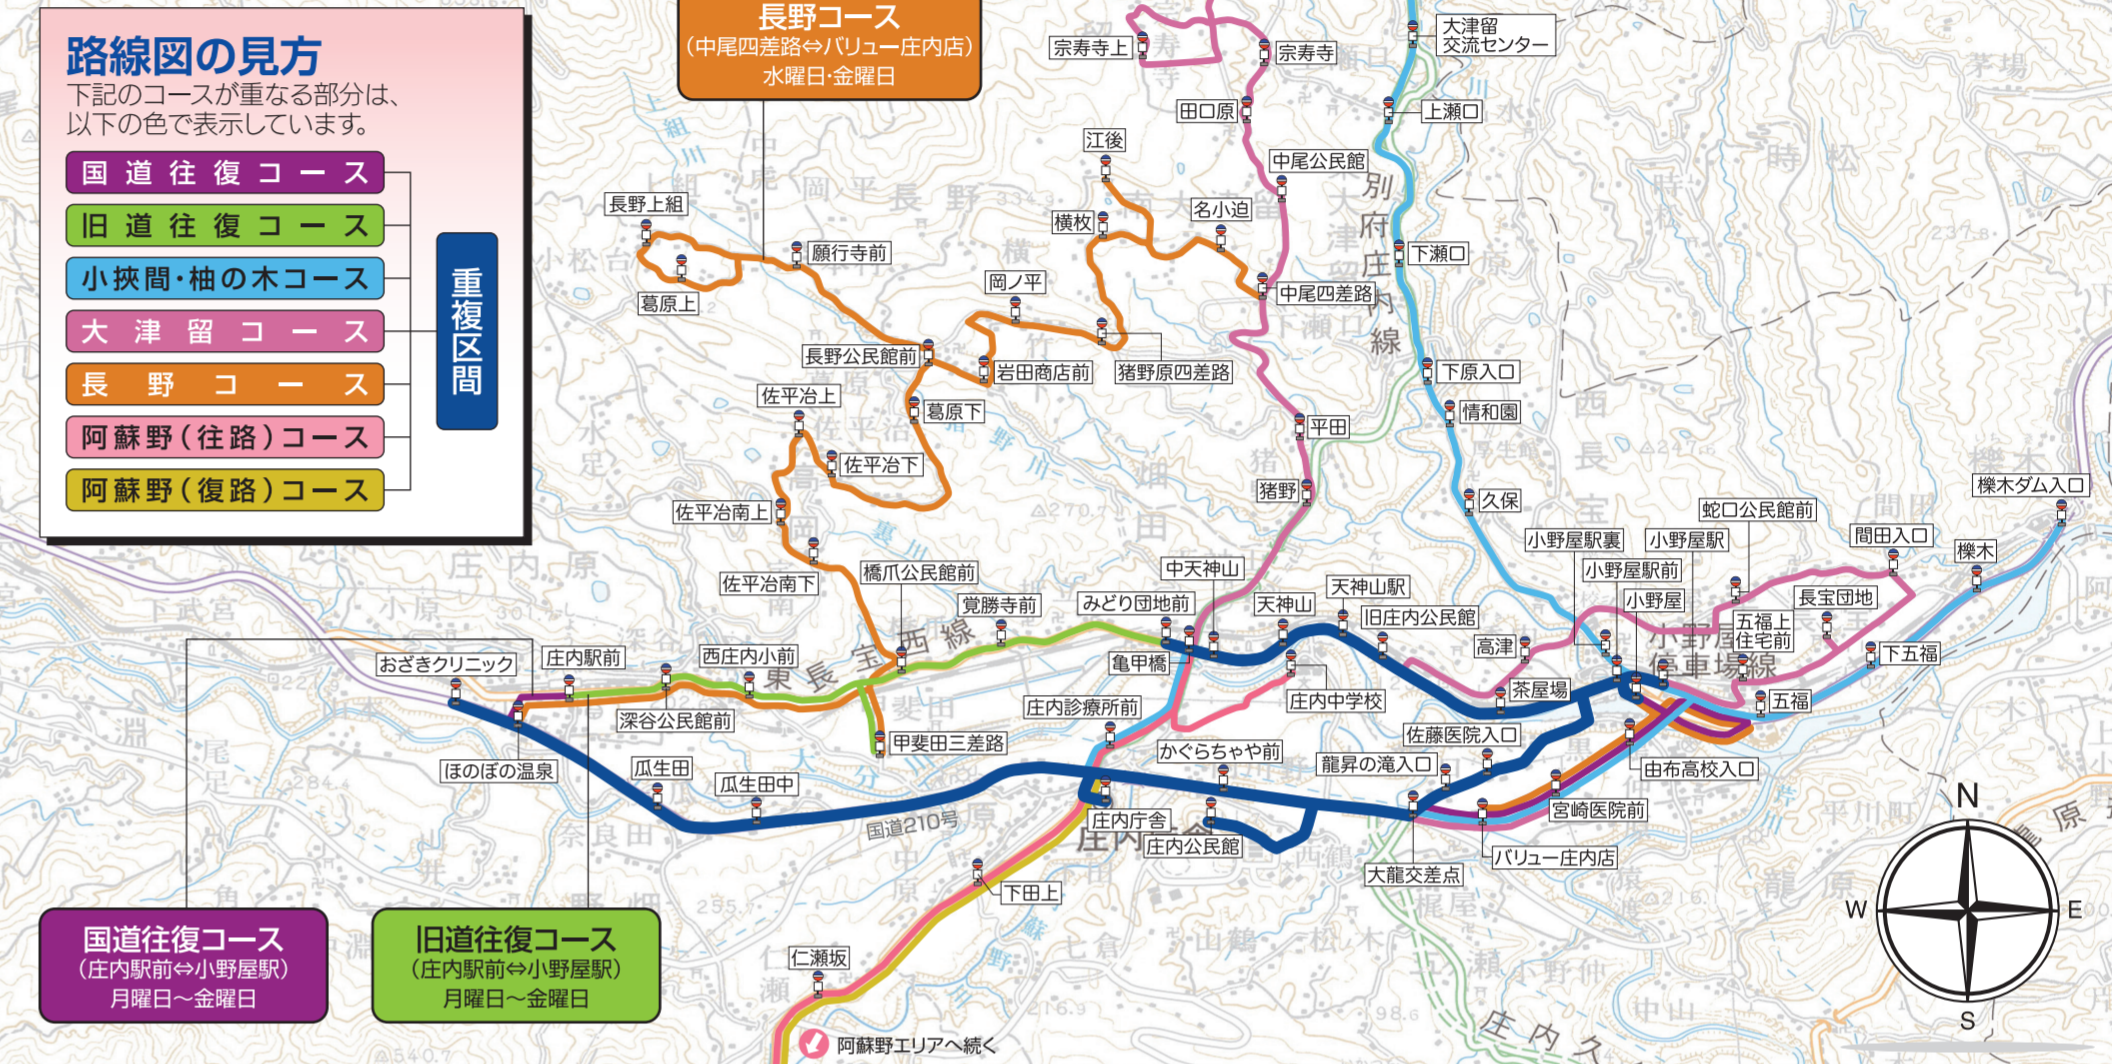 路線図の見方
下記のコースが重なる部分は、
以下の色で表示しています。
国道往復コース
旧道往復コース
小挾間・柚の木コース
大津留コース
長野コース
阿蘇野(往路)コース
阿蘇野(復路)コース
重複区間
長野コース
(中尾四差路⇔バリュー庄内店)
水曜日・金曜日
宗寿寺上
宗寿寺
大津留
交流センター
田口原
上瀬口
江後
中尾公民館
長野上組
横枚
名小迫
願行寺前
下瀬口
葛原上
岡ノ平
中尾四差路
長野公民館前
岩田商店前
猪野原四差路
下原入口
佐平治上
葛原下
情和園
平田
佐平治下
猪野
久保
佐平治南上
櫟木ダム入口
蛇口公民館前
間田入口
小野屋駅裏
小野屋駅
櫟木
佐平治南下
橋爪公民館前
中天神山
小野屋駅前
天神山駅
長宝団地
覚勝寺前
みどり団地前
天神山
旧庄内公民館
小野屋
五福上
住宅前
高津
下五福
おざきクリニック
庄内駅前
西庄内小前
亀甲橋
茶屋場
庄内中学校
五福
深谷公民館前
庄内診療所前
佐藤医院入口
甲斐田三差路
かぐらちゃや前
龍昇の滝入口
由布高校入口
ほのぼの温泉
瓜生田
瓜生田中
宮崎医院前
庄内庁舎
庄内公民館
バリュー庄内店
大龍交差点
下田上
仁瀬坂
国道210号
別府庄内線
東長宝西線
小野屋
停車場線
N
W
E
S
国道往復コース
(庄内駅前⇔小野屋駅)
月曜日～金曜日
旧道往復コース
(庄内駅前⇔小野屋駅)
月曜日～金曜日
阿蘇野エリアへ続く